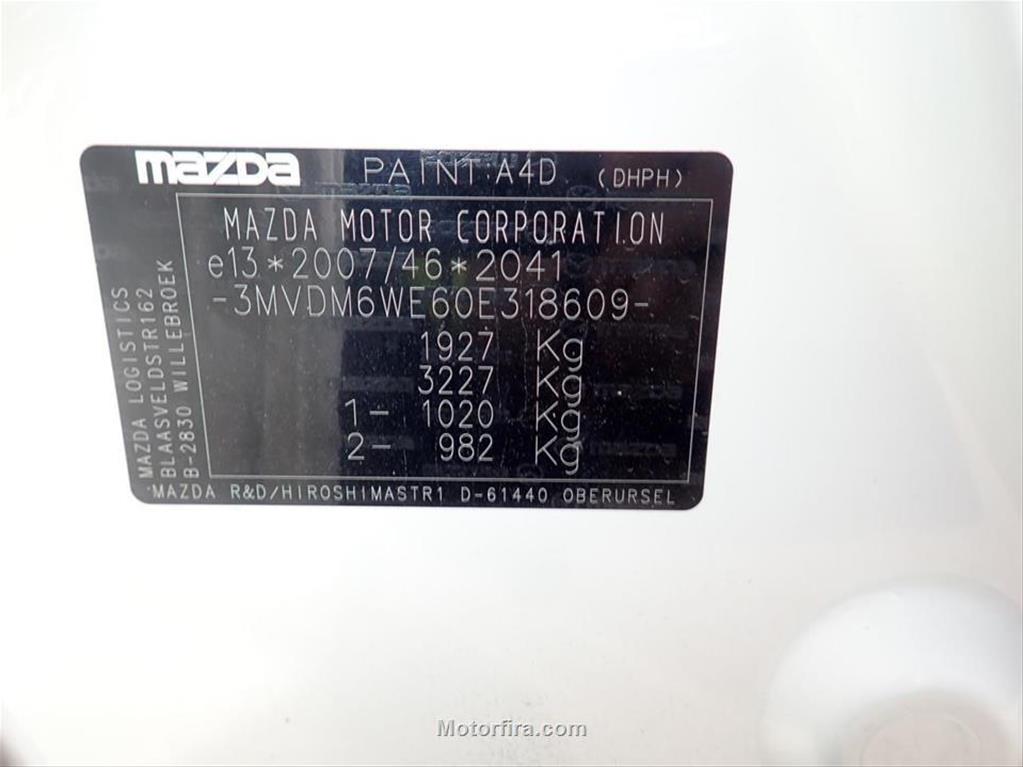 mazda PAINT:A4D (DHPH)
MAZDA MOTOR CORPORATION
e13*2007/46*2041
-3MVDM6WE60E318609-
1927 Kg
3227 Kg
1- 1020 Kg
2- 982 Kg
MAZDA LOGISTICS
BLAASVELDSTR162
B-2830 WILLEBROEK
MAZDA R&D/HIROSHIMASTR1 D-61440 OBERURSEL
Motorfira.com